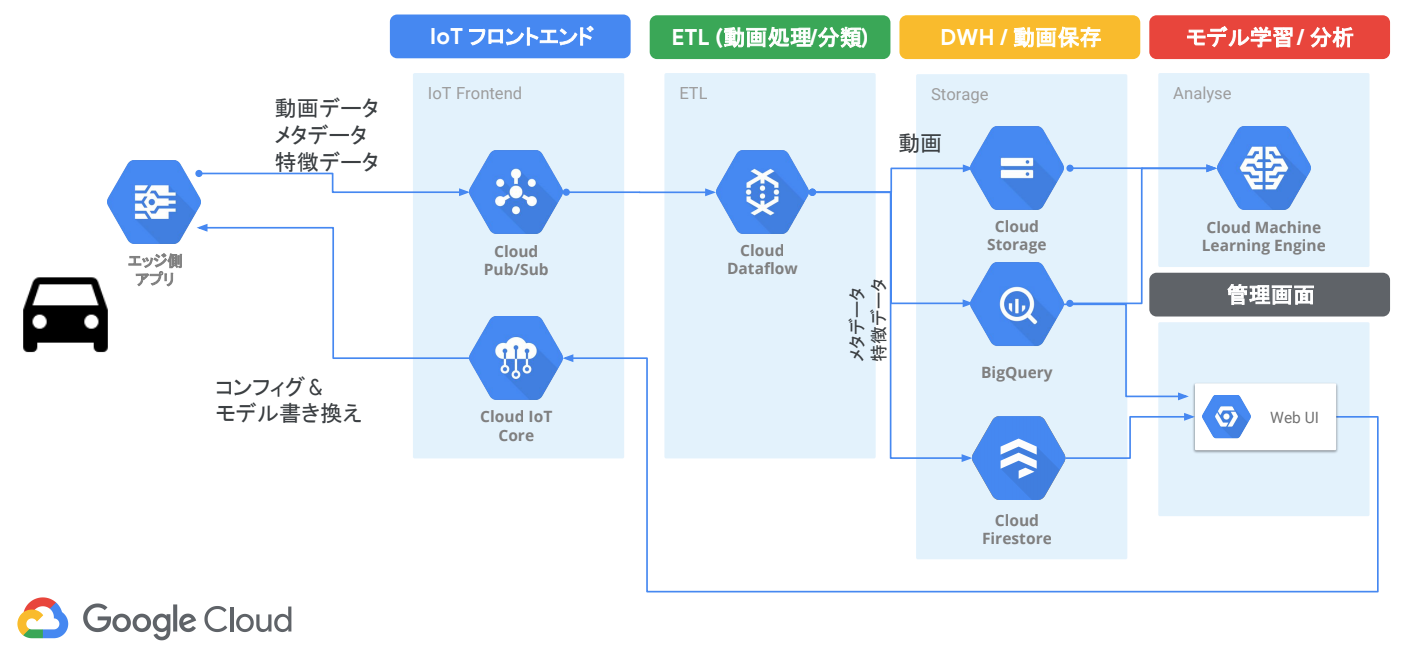 IoT フロントエンド
ETL (動画処理/分類)
DWH / 動画保存
モデル学習 / 分析
IoT Frontend
ETL
Storage
Analyse
動画データ
メタデータ
特徴データ
動画
エッジ側
アプリ
Cloud
Pub/Sub
Cloud
Dataflow
Cloud
Storage
Cloud Machine
Learning Engine
管理画面
メタデータ
特徴データ
BigQuery
コンフィグ &
モデル書き換え
Cloud IoT
Core
Web UI
Cloud
Firestore
Google Cloud